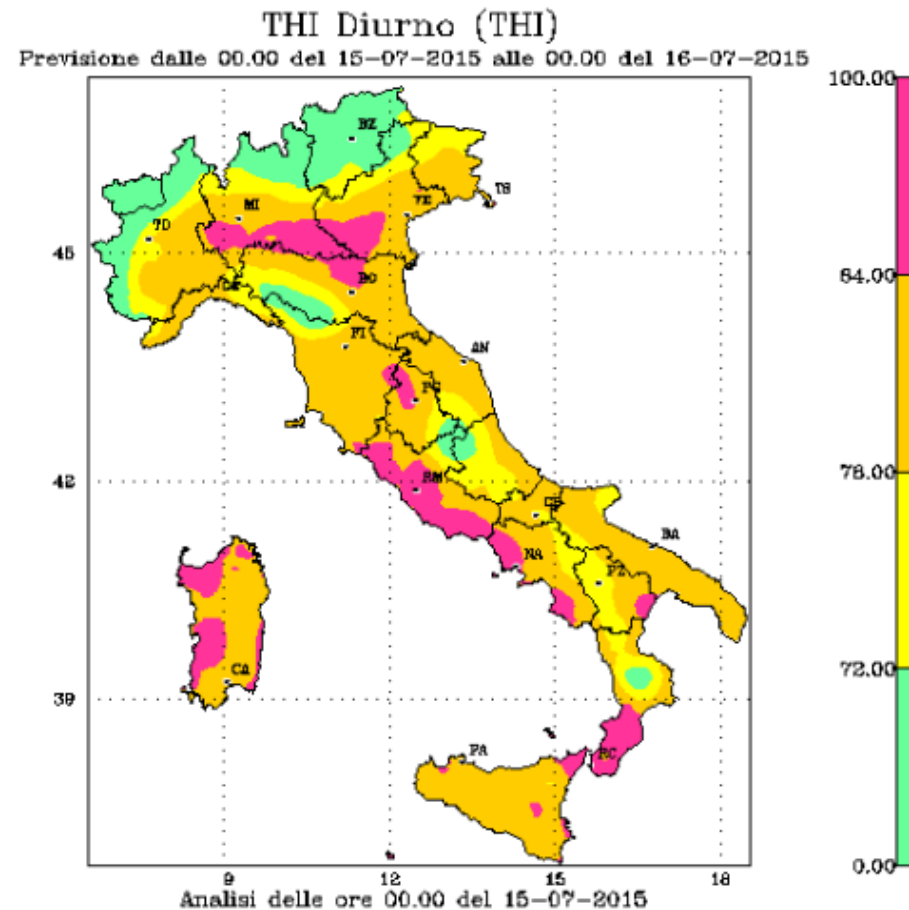 THI Diurno (THI)
Previsione dalle 00.00 del 15-07-2015 alle 00.00 del 16-07-2015
100.00
84.00
78.00
72.00
0.00
BZ
TS
MI
VE
TO
45
BO
GE
FI
AN
PG
42
RM
CB
BA
NA
PZ
CA
39
RC
PA
9
12
15
18
Analisi delle ore 00.00 del 15-07-2015